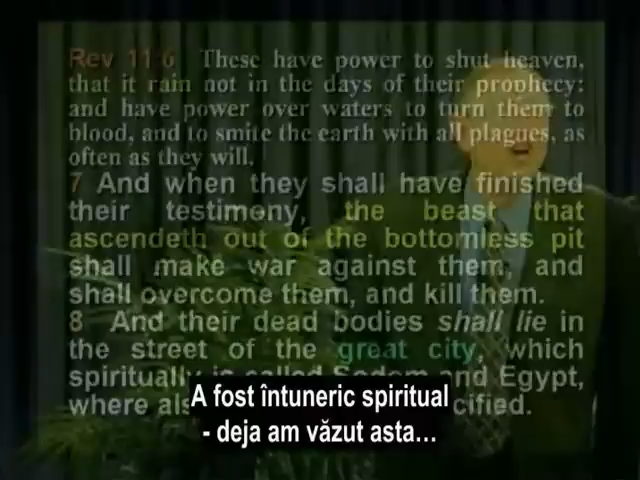 Rev 11:6 These have power to shut heaven,
that it rain not in the days of their prophecy:
and have power over waters to turn them to
blood, and to smite the earth with all plagues, as
often as they will.
7 And when they shall have finished
their testimony, the beast that
ascendeth out of the bottomless pit
shall make war against them, and
shall overcome them, and kill them.
8 And their dead bodies shall lie in
the street of the great city, which
spiritually is called Sodom and Egypt,
where als cified.
A fost întuneric spiritual
- deja am văzut asta...